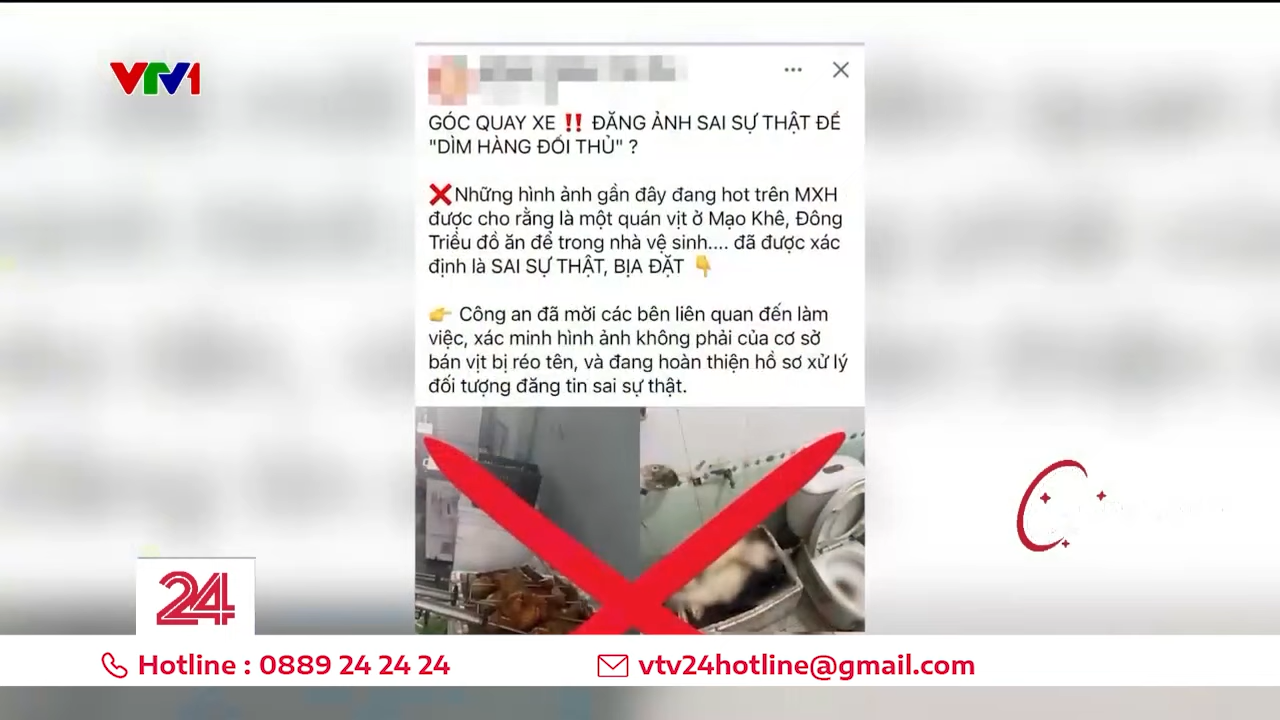 VTV1
GÓC QUAY XE ‼️ ĐĂNG ẢNH SAI SỰ THẬT ĐỂ
"DÌM HÀNG ĐỐI THỦ" ?
❌Những hình ảnh gần đây đang hot trên MXH
được cho rằng là một quán vịt ở Mạo Khê, Đông
Triều đồ ăn để trong nhà vệ sinh.... đã được xác
định là SAI SỰ THẬT, BỊA ĐẶT 👇
👉 Công an đã mời các bên liên quan đến làm
việc, xác minh hình ảnh không phải của cơ sở
bán vịt bị réo tên, và đang hoàn thiện hồ sơ xử lý
đối tượng đăng tin sai sự thật.
24
Hotline : 0889 24 24 24
vtv24hotline@gmail.com